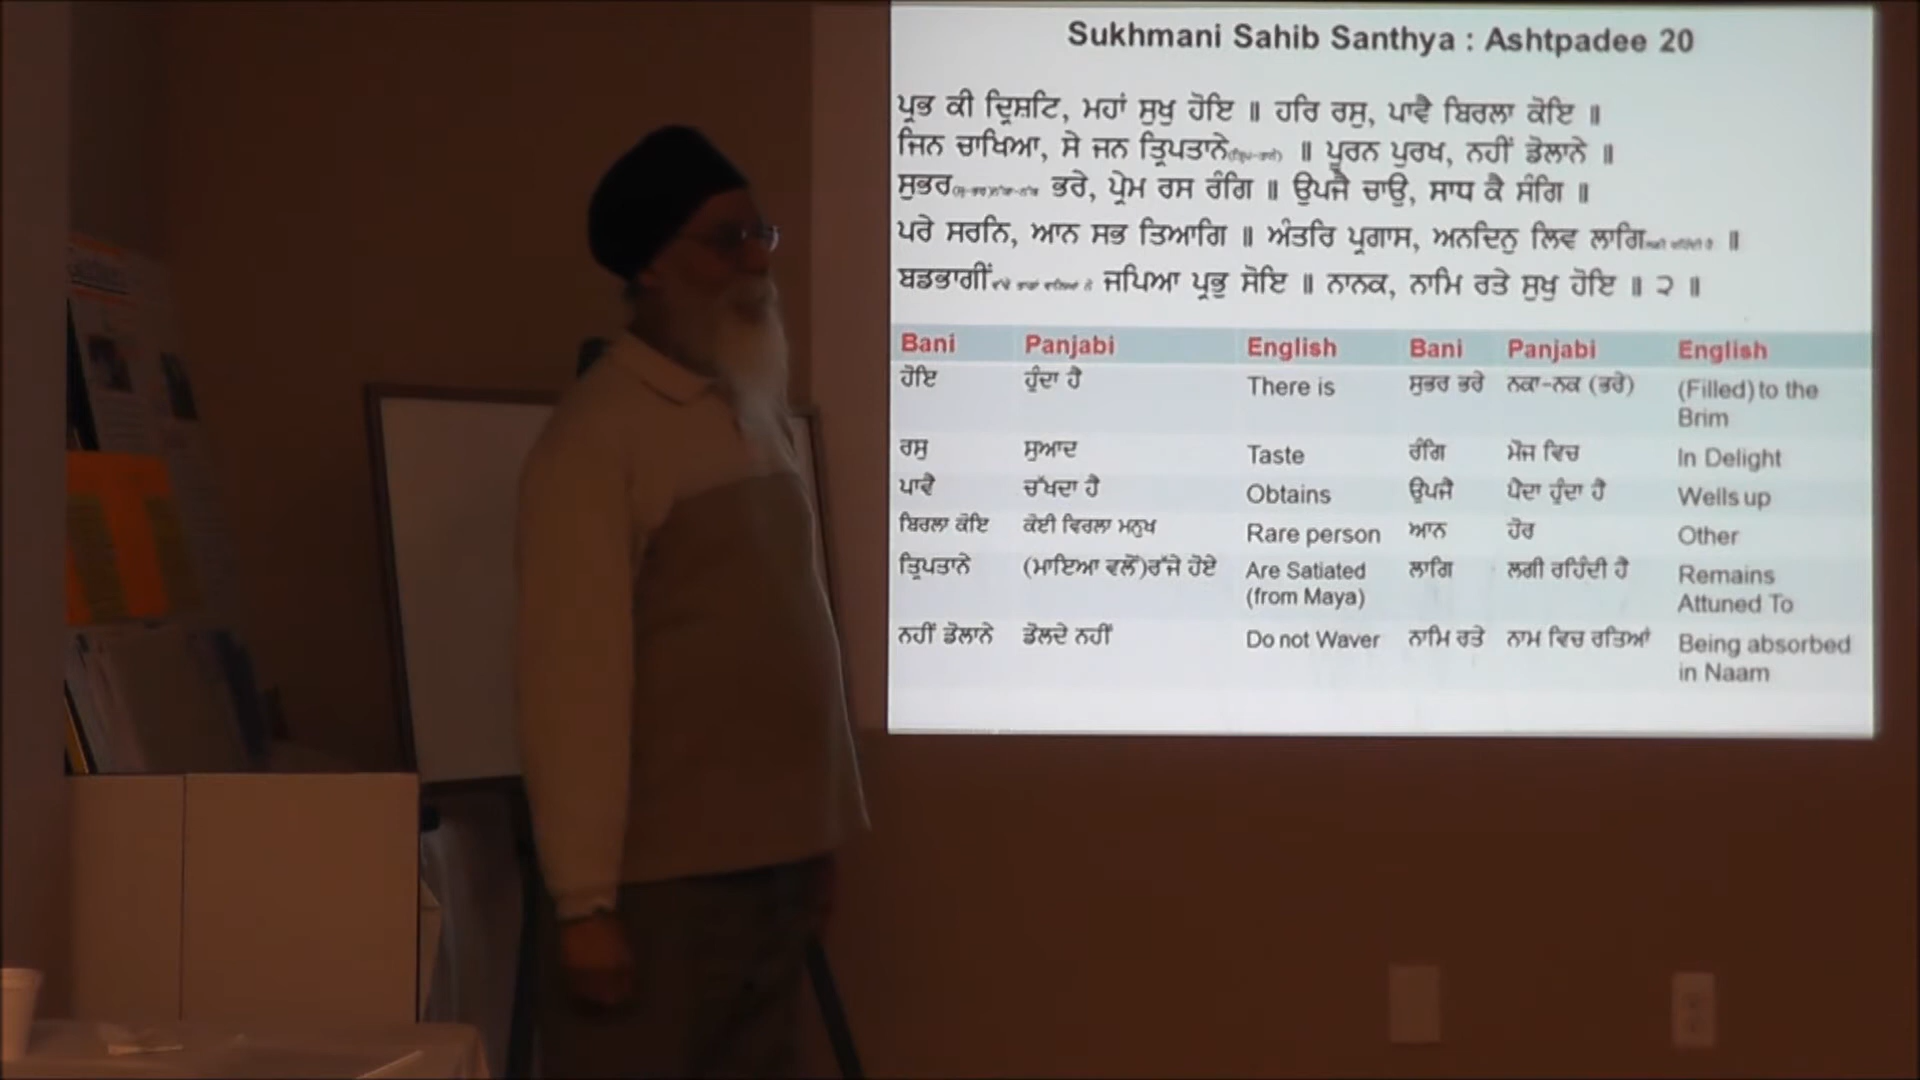 Sukhmani Sahib Santhya : Ashtpadee 20
ਪ੍ਰਭ ਕੀ ਦ੍ਰਿਸ਼ਟਿ, ਮਹਾਂ ਸੁਖੁ ਹੋਇ ॥ ਹਰਿ ਰਸੁ, ਪਾਵੈ ਬਿਰਲਾ ਕੋਇ ॥
ਜਿਨ ਚਾਖਿਆ, ਸੇ ਜਨ ਤ੍ਰਿਪਤਾਨੇ ॥ ਪੂਰਨ ਪੁਰਖ, ਨਹੀਂ ਡੋਲਾਨੇ ॥
ਸੁਭਰ ਭਰੇ, ਪ੍ਰੇਮ ਰਸ ਰੰਗਿ ॥ ਉਪਜੈ ਚਾਉ, ਸਾਧ ਕੈ ਸੰਗਿ ॥
ਪਰੇ ਸਰਨਿ, ਆਨ ਸਭ ਤਿਆਗਿ ॥ ਅੰਤਰਿ ਪ੍ਰਗਾਸ, ਅਨਦਿਨੁ ਲਿਵ ਲਾਗਿ ॥
ਬਡਭਾਗੀਂ ਜਪਿਆ ਪ੍ਰਭੁ ਸੋਇ ॥ ਨਾਨਕ, ਨਾਮਿ ਰਤੇ ਸੁਖੁ ਹੋਇ ॥ ੨ ॥
Bani Panjabi English Bani Panjabi English
ਹੋਇ ਹੁੰਦਾ ਹੈ There is ਸੁਭਰ ਭਰੇ ਨਕਾ-ਨਕ (ਭਰੇ) (Filled) to the
Brim
ਰਸੁ ਸੁਆਦ Taste ਰੰਗਿ ਮੌਜ ਵਿਚ In Delight
ਪਾਵੈ ਚੱਖਦਾ ਹੈ Obtains ਉਪਜੈ ਪੈਦਾ ਹੁੰਦਾ ਹੈ Wells up
ਬਿਰਲਾ ਕੋਇ ਕੋਈ ਵਿਰਲਾ ਮਨੁਖ Rare person ਆਨ ਹੋਰ Other
ਤ੍ਰਿਪਤਾਨੇ (ਮਾਇਆ ਵਲੋਂ)ਰੱਜੇ ਹੋਏ Are Satiated ਲਾਗਿ ਲਗੀ ਰਹਿੰਦੀ ਹੈ Remains
(from Maya) Attuned To
ਨਹੀਂ ਡੋਲਾਨੇ ਡੋਲਦੇ ਨਹੀਂ Do not Waver ਨਾਮਿ ਰਤੇ ਨਾਮ ਵਿਚ ਰਤਿਆਂ Being absorbed
in Naam